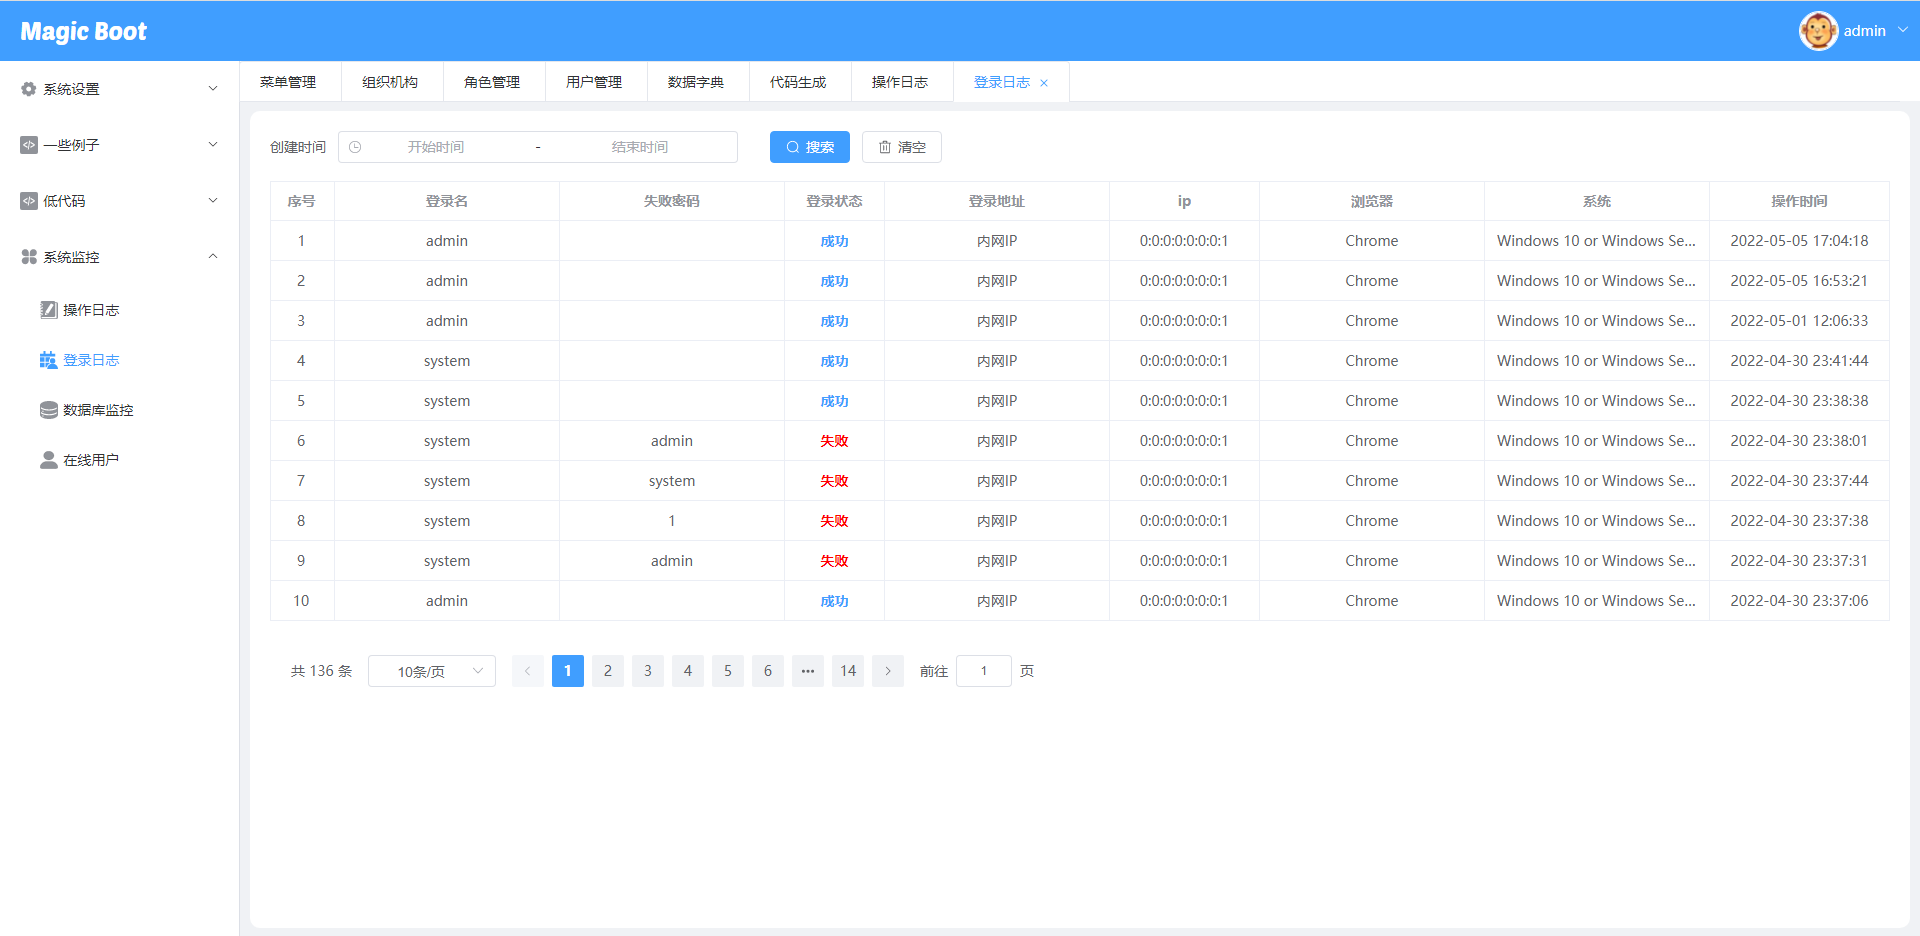 Magic Boot
admin
系统设置
一些例子
低代码
系统监控
操作日志
登录日志
数据库监控
在线用户
菜单管理 组织机构 角色管理 用户管理 数据字典 代码生成 操作日志 登录日志
创建时间 开始时间 - 结束时间 搜索 清空
序号 登录名 失败密码 登录状态 登录地址 ip 浏览器 系统 操作时间
1 admin 成功 内网IP 0:0:0:0:0:0:0:1 Chrome Windows 10 or Windows Se... 2022-05-05 17:04:18
2 admin 成功 内网IP 0:0:0:0:0:0:0:1 Chrome Windows 10 or Windows Se... 2022-05-05 16:53:21
3 admin 成功 内网IP 0:0:0:0:0:0:0:1 Chrome Windows 10 or Windows Se... 2022-05-01 12:06:33
4 system 成功 内网IP 0:0:0:0:0:0:0:1 Chrome Windows 10 or Windows Se... 2022-04-30 23:41:44
5 system 成功 内网IP 0:0:0:0:0:0:0:1 Chrome Windows 10 or Windows Se... 2022-04-30 23:38:38
6 system admin 失败 内网IP 0:0:0:0:0:0:0:1 Chrome Windows 10 or Windows Se... 2022-04-30 23:38:01
7 system system 失败 内网IP 0:0:0:0:0:0:0:1 Chrome Windows 10 or Windows Se... 2022-04-30 23:37:44
8 system 1 失败 内网IP 0:0:0:0:0:0:0:1 Chrome Windows 10 or Windows Se... 2022-04-30 23:37:38
9 system admin 失败 内网IP 0:0:0:0:0:0:0:1 Chrome Windows 10 or Windows Se... 2022-04-30 23:37:31
10 admin 成功 内网IP 0:0:0:0:0:0:0:1 Chrome Windows 10 or Windows Se... 2022-04-30 23:37:06
共 136 条 10条/页 1 2 3 4 5 6 ••• 14 前往 1 页